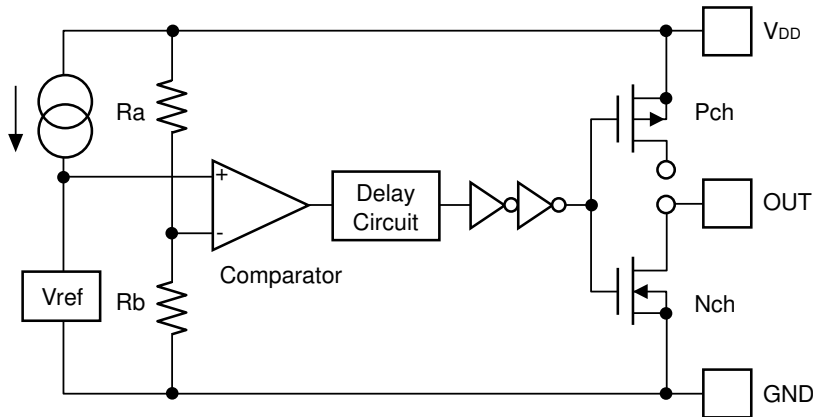 VDD
Ra
Pch
+
Delay
Circuit
OUT
-
Comparator
Vref
Rb
Nch
GND